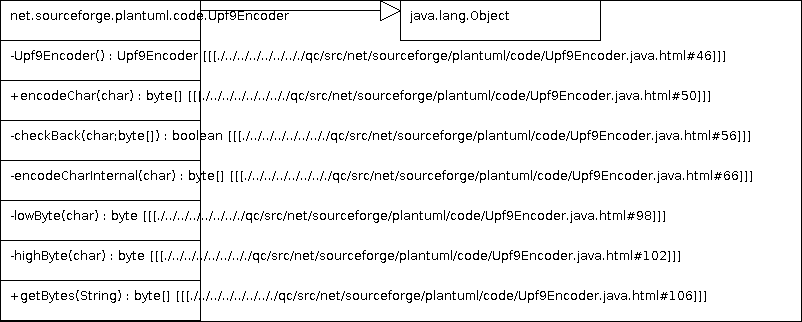 net.sourceforge.plantuml.code.Upf9Encoder
java.lang.Object
-Upf9Encoder() : Upf9Encoder [[[./../../../../../../../qc/src/net/sourceforge/plantuml/code/Upf9Encoder.java.html#46]]]
+encodeChar(char) : byte[] [[[./../../../../../../../qc/src/net/sourceforge/plantuml/code/Upf9Encoder.java.html#50]]]
-checkBack(char;byte[]) : boolean [[[./../../../../../../../qc/src/net/sourceforge/plantuml/code/Upf9Encoder.java.html#56]]]
-encodeCharInternal(char) : byte[] [[[./../../../../../../../qc/src/net/sourceforge/plantuml/code/Upf9Encoder.java.html#66]]]
-lowByte(char) : byte [[[./../../../../../../../qc/src/net/sourceforge/plantuml/code/Upf9Encoder.java.html#98]]]
-highByte(char) : byte [[[./../../../../../../../qc/src/net/sourceforge/plantuml/code/Upf9Encoder.java.html#102]]]
+getBytes(String) : byte[] [[[./../../../../../../../qc/src/net/sourceforge/plantuml/code/Upf9Encoder.java.html#106]]]